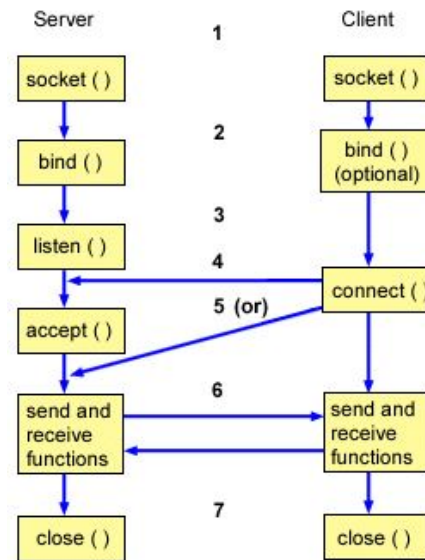 Server
1
Client
socket ( )
socket ( )
2
bind ( )
bind ( )
(optional)
3
listen ( )
4
connect ( )
5 (or)
accept ( )
6
send and
receive
functions
send and
receive
functions
7
close ( )
close ( )